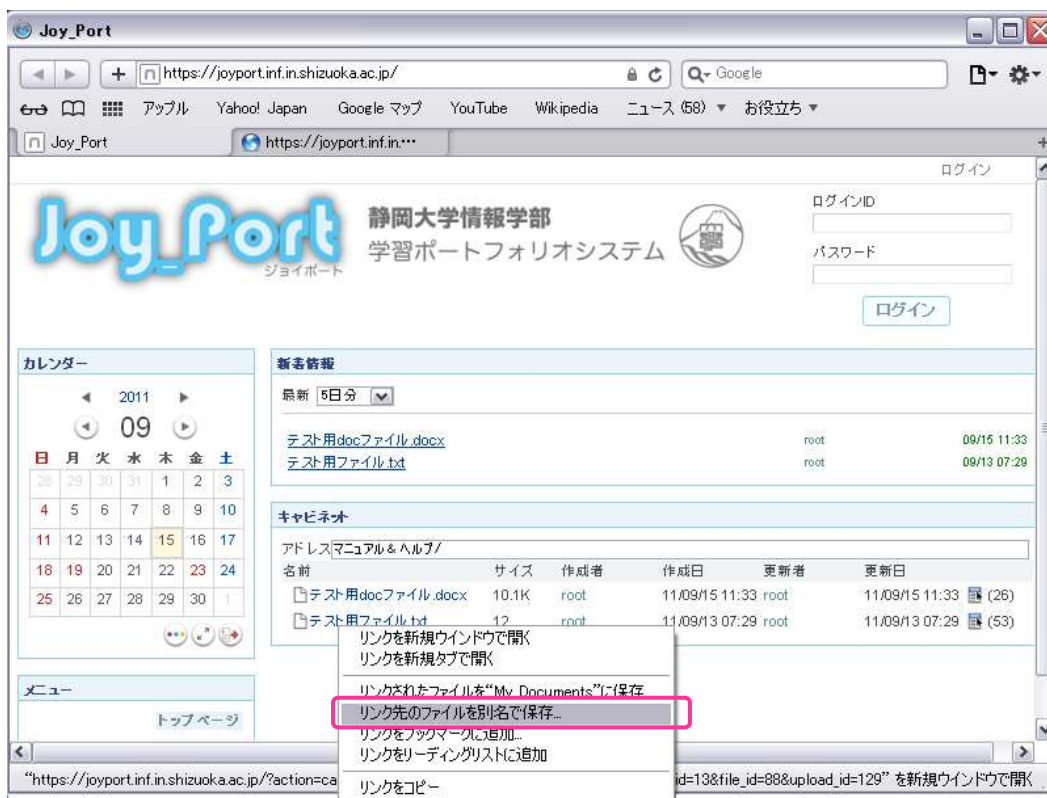 Joy_Port
https://joyport.inf.in.shizuoka.ac.jp/
Google
アップル Yahoo! Japan Google マップ YouTube Wikipedia ニュース (58) ▼ お役立ち ▼
Joy_Port https://joyport.inf.in.…
ログイン
Joy_Port
ジョイポート
静岡大学情報学部
学習ポートフォリオシステム
ログインID
パスワード
ログイン
カレンダー
2011
09
日 月 火 水 木 金 土
28 29 30 31 1 2 3
4 5 6 7 8 9 10
11 12 13 14 15 16 17
18 19 20 21 22 23 24
25 26 27 28 29 30 1
メニュー
トップページ
新着情報
最新 5日分
テスト用docファイル.docx root 09/15 11:33
テスト用ファイル.txt root 09/13 07:29
キャビネット
アドレス マニュアル&ヘルプ/
名前 サイズ 作成者 作成日 更新者 更新日
テスト用docファイル.docx 10.1K root 11/09/15 11:33 root 11/09/15 11:33 (26)
テスト用ファイル.txt 12 root 11/09/13 07:29 root 11/09/13 07:29 (53)
リンクを新規ウインドウで開く
リンクを新規タブで開く
リンクされたファイルを“My Documents”に保存
リンク先のファイルを別名で保存...
リンクをブックマークに追加...
リンクをリーディングリストに追加
リンクをコピー
“https://joyport.inf.in.shizuoka.ac.jp/?action=ca
id=13&file_id=88&upload_id=129” を新規ウインドウで開く